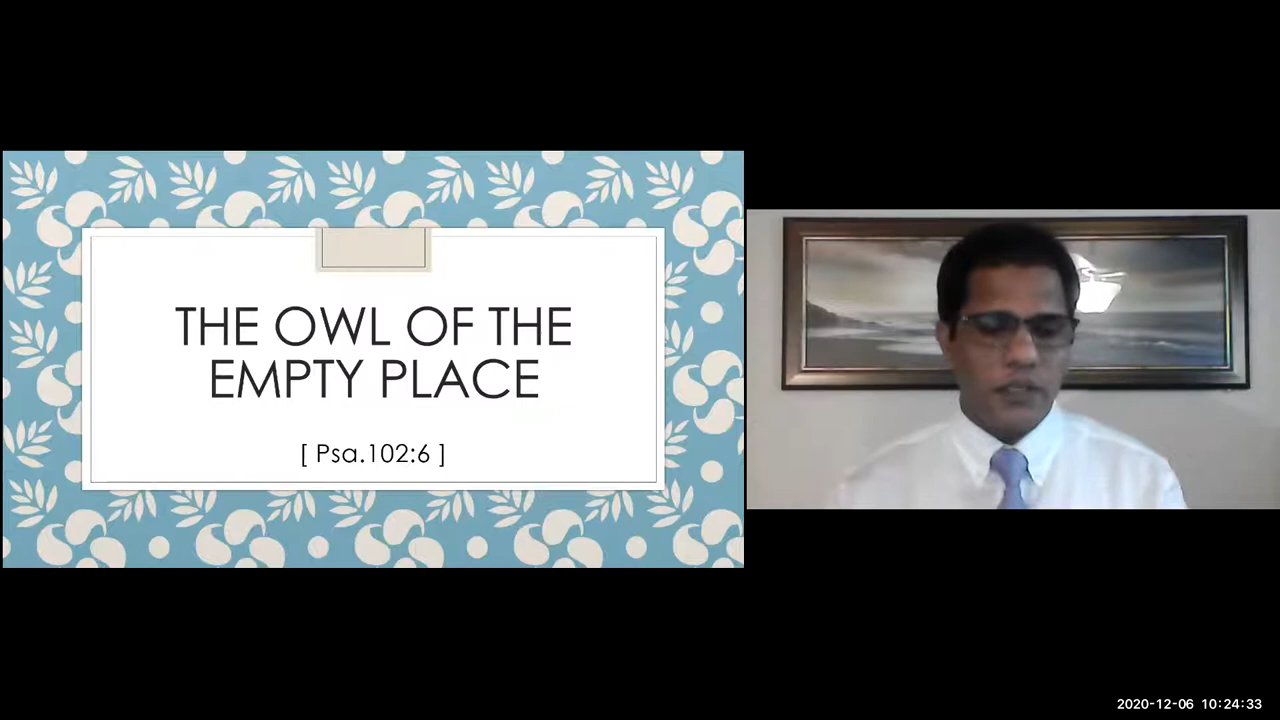 THE OWL OF THE
EMPTY PLACE
[ Psa.102:6 ]
2020-12-06 10:24:33